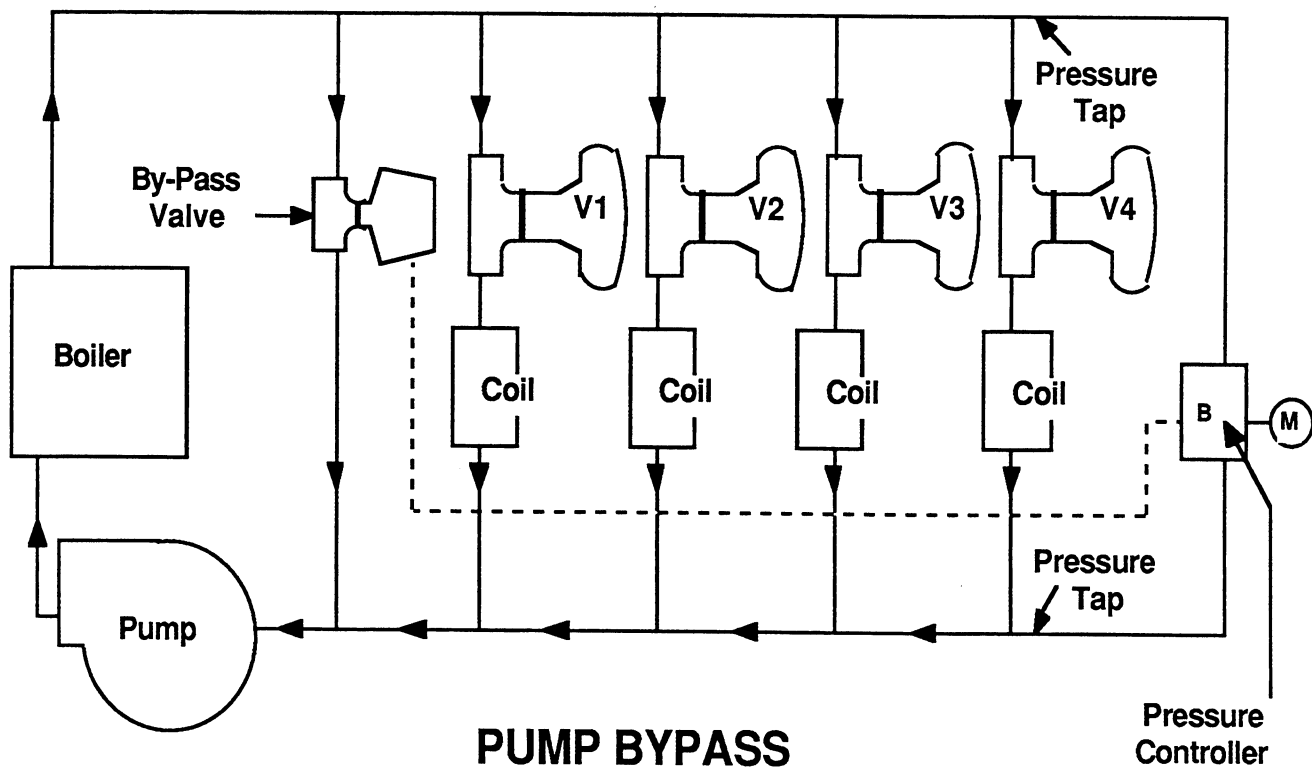 Pressure
Tap
By-Pass
Valve
V1
V2
V3
V4
Boiler
Coil
Coil
Coil
Coil
B
M
Pump
Pressure
Tap
PUMP BYPASS
Pressure
Controller